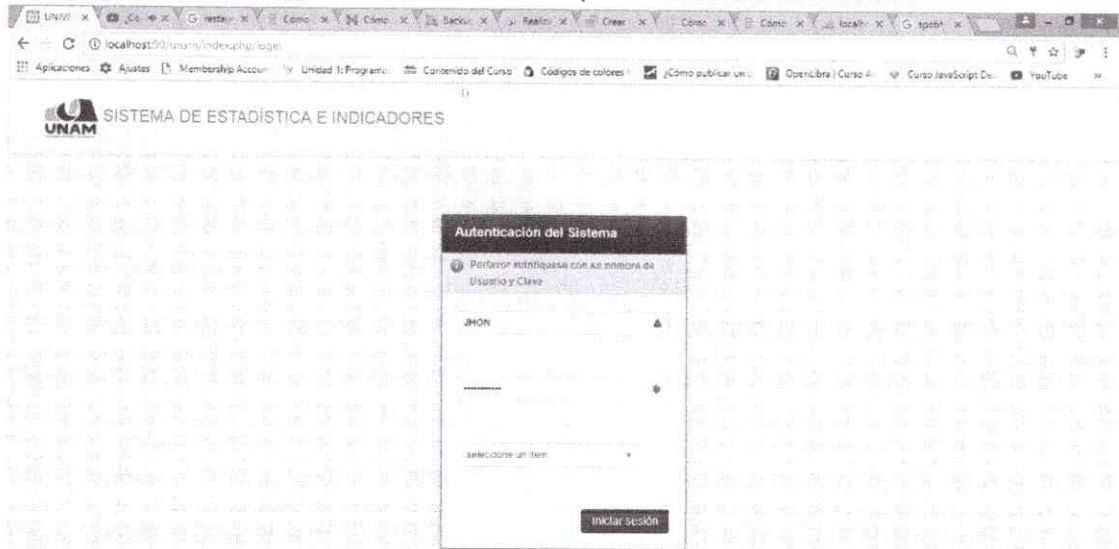 localhost:99/unam/index.php/login
Aplicaciones Ajustes Membership Accoun Unidad 1: Programa Contenido del Curso Códigos de colores ¿Cómo publicar un OpenLibra | Curso Curso JavaScript De YouTube
UNAM SISTEMA DE ESTADÍSTICA E INDICADORES
Autenticación del Sistema
Porfavor
con su nombre de
Usuario y Clave
JHON
seleccione un item
Iniciar sesión